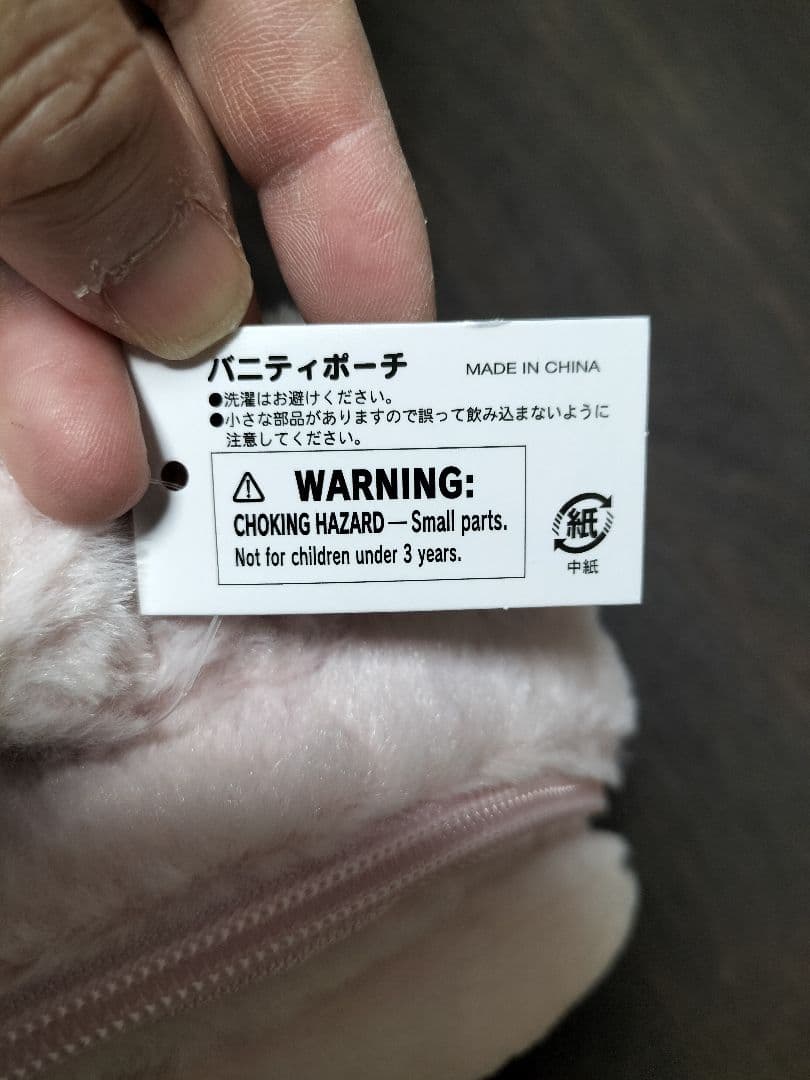 バニティポーチ MADE IN CHINA
●洗濯はお避けください。
●小さな部品がありますので誤って飲み込まないように
注意してください。
⚠ WARNING:
CHOKING HAZARD — Small parts.
Not for children under 3 years.
紙
中紙